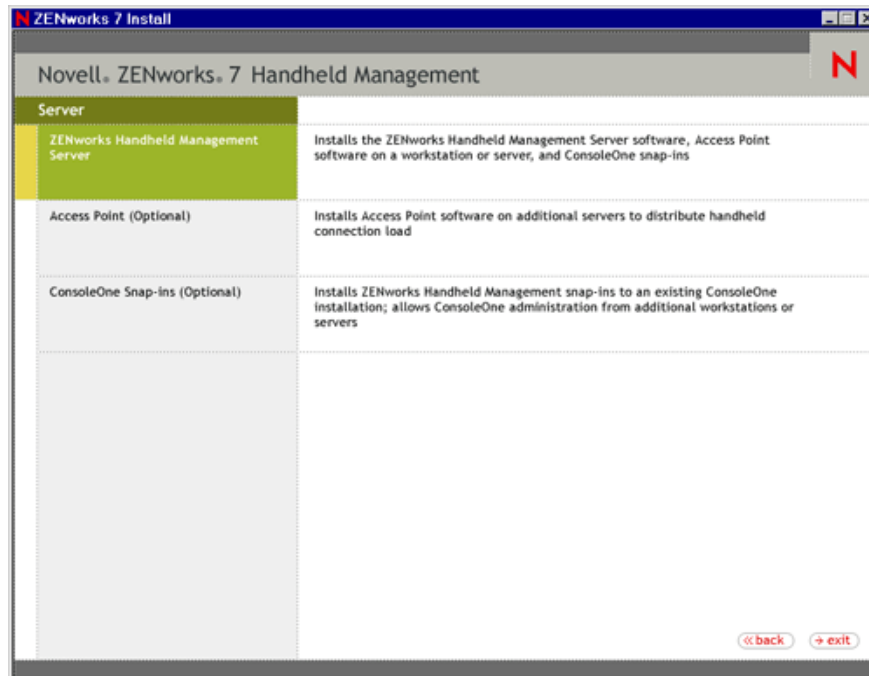 ZENworks 7 Install
Novell® ZENworks® 7 Handheld Management
N
Server
ZENworks Handheld Management
Server
Installs the ZENworks Handheld Management Server software, Access Point
software on a workstation or server, and ConsoleOne snap-ins
Access Point (Optional)
Installs Access Point software on additional servers to distribute handheld
connection load
ConsoleOne Snap-ins (Optional)
Installs ZENworks Handheld Management snap-ins to an existing ConsoleOne
installation; allows ConsoleOne administration from additional workstations or
servers
« back
→ exit